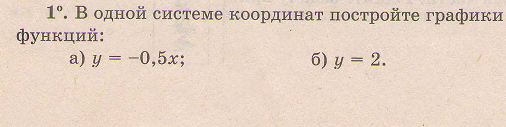 1°. В одной системе координат постройте графики
функций:
а) y = –0,5x; б) y = 2.